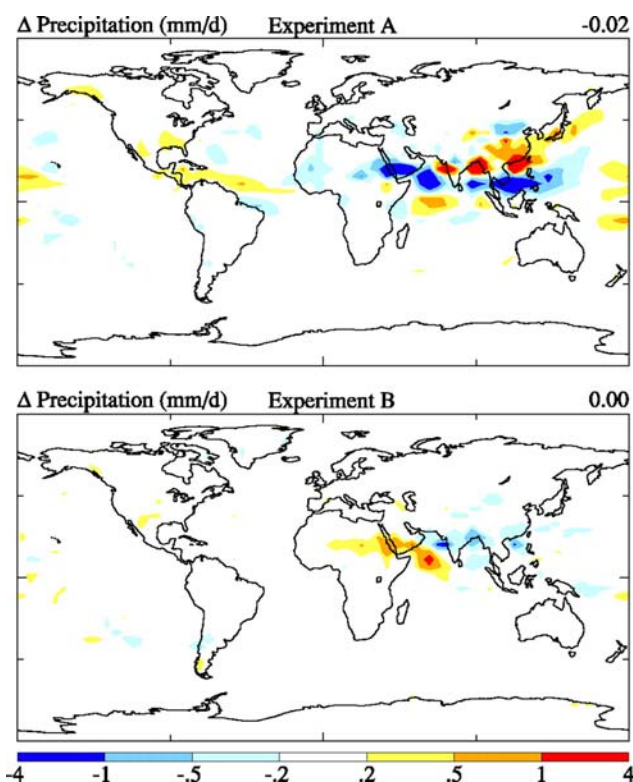 Δ Precipitation (mm/d) Experiment A -0.02
Δ Precipitation (mm/d) Experiment B 0.00
-4 -1 -.5 -.2 .2 .5 1 4